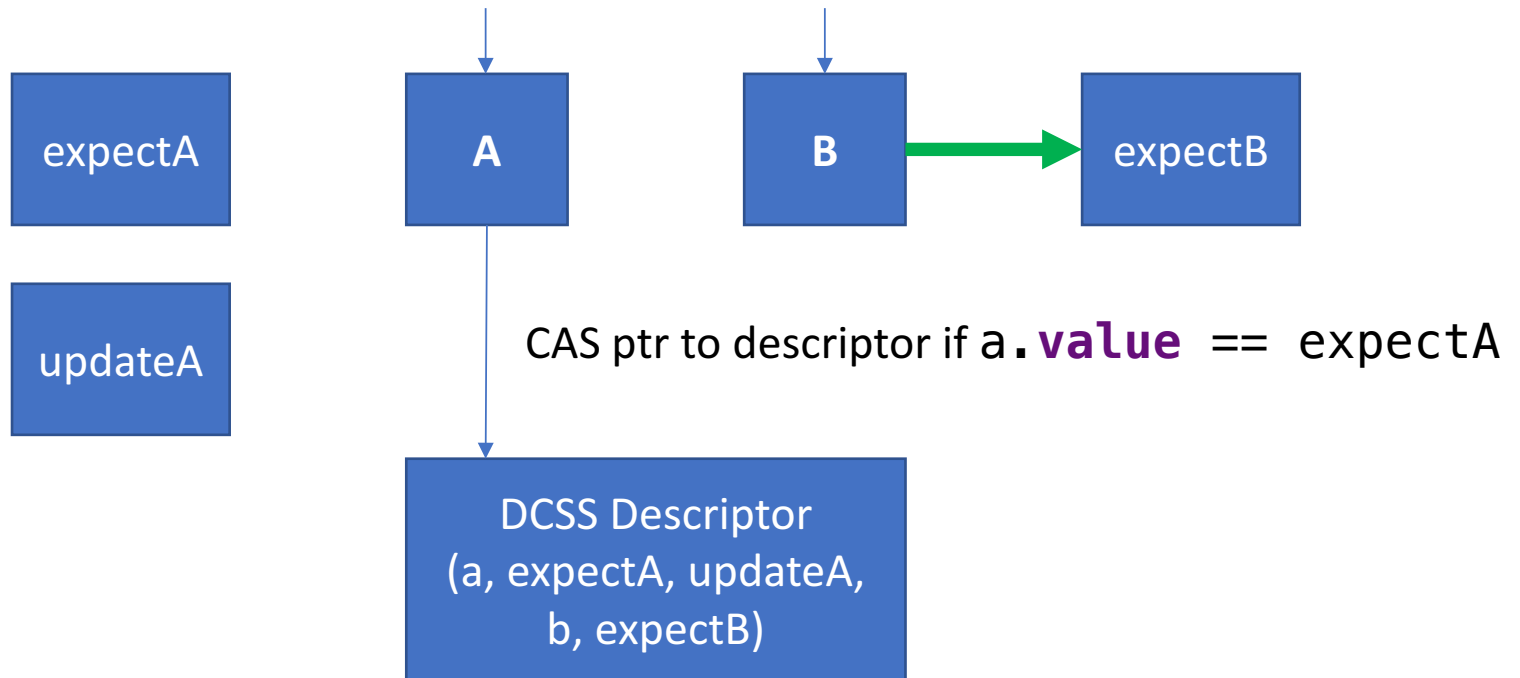 expectA
A
B
expectB
updateA
CAS ptr to descriptor if a.value == expectA
DCSS Descriptor
(a, expectA, updateA,
b, expectB)